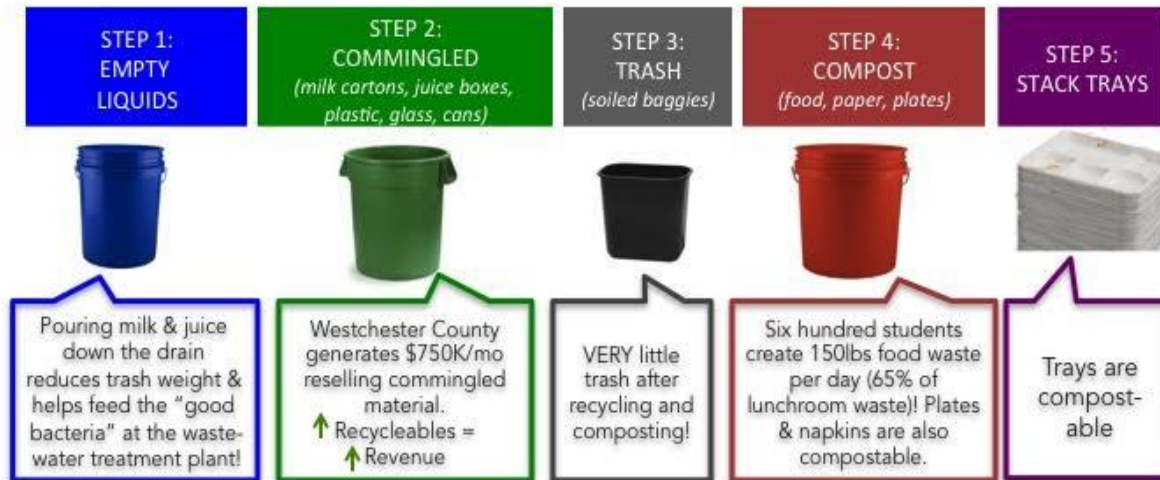 STEP 1:
EMPTY
LIQUIDS
STEP 2:
COMMINGLED
(milk cartons, juice boxes,
plastic, glass, cans)
STEP 3:
TRASH
(soiled baggies)
STEP 4:
COMPOST
(food, paper, plates)
STEP 5:
STACK TRAYS
Pouring milk & juice
down the drain
reduces trash weight &
helps feed the “good
bacteria” at the waste-
water treatment plant!
Westchester County
generates $750K/mo
reselling commingled
material.
↑ Recycleables =
↑ Revenue
VERY little
trash after
recycling and
composting!
Six hundred students
create 150lbs food waste
per day (65% of
lunchroom waste)! Plates
& napkins are also
compostable.
Trays are
compost-
able